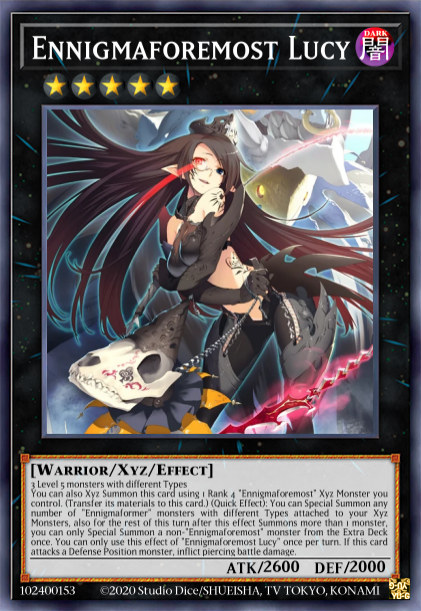 ENNIGMAFOREMOST LUCY
DARK
闇
[WARRIOR/XYZ/EFFECT]
3 Level 5 monsters with different Types
You can also Xyz Summon this card using 1 Rank 4 "Ennigmaforemost" Xyz Monster you
control. (Transfer its materials to this card.) (Quick Effect): You can Special Summon any
number of "Ennigmaformer" monsters with different Types attached to your Xyz
Monsters, also for the rest of this turn after this effect Summons more than 1 monster,
you can only Special Summon a non-"Ennigmaforemost" monster from the Extra Deck
once. You can only use this effect of "Ennigmaforemost Lucy" once per turn. If this card
attacks a Defense Position monster, inflict piercing battle damage.
ATK/2600 DEF/2000
102400153 ©2020 Studio Dice/SHUEISHA, TV TOKYO, KONAMI